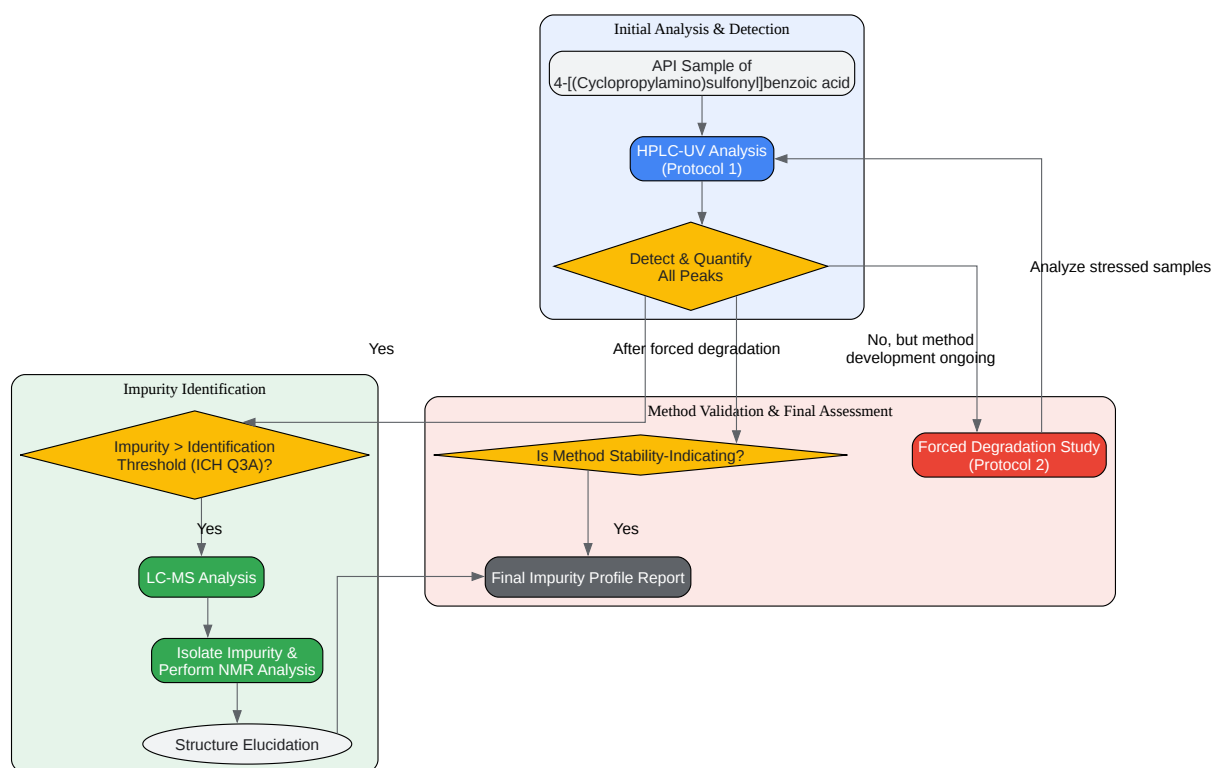 Initial Analysis & Detection
API Sample of
4-[(Cyclopropylamino)sulfonyl]benzoic acid
HPLC-UV Analysis
(Protocol 1)
Detect & Quantify
All Peaks
Analyze stressed samples
Yes
After forced degradation
No, but method
development ongoing
Impurity Identification
Method Validation & Final Assessment
Impurity > Identification
Threshold (ICH Q3A)?
Is Method Stability-Indicating?
Forced Degradation Study
(Protocol 2)
Yes
Yes
LC-MS Analysis
Final Impurity Profile Report
Isolate Impurity &
Perform NMR Analysis
Structure Elucidation